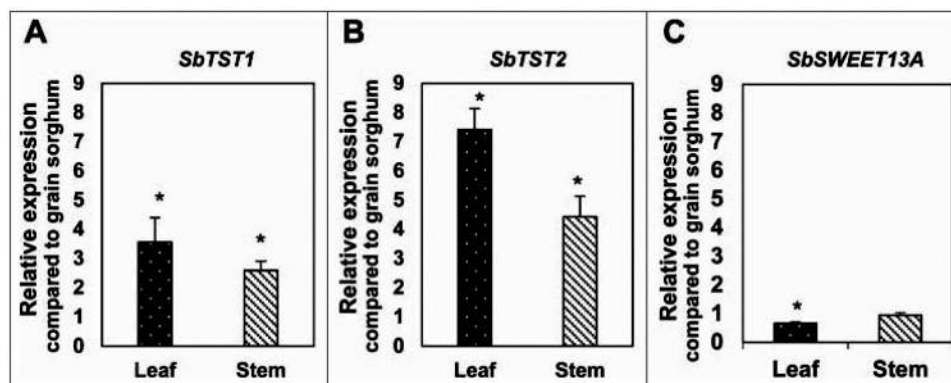 A
SbTST1
Relative expression
compared to grain sorghum
9
8
7
6
5
4
3
2
1
0
*
*
Leaf Stem
B
SbTST2
Relative expression
compared to grain sorghum
9
8
7
6
5
4
3
2
1
0
*
*
Leaf Stem
C
SbSWEET13A
Relative expression
compared to grain sorghum
9
8
7
6
5
4
3
2
1
0
*
Leaf Stem